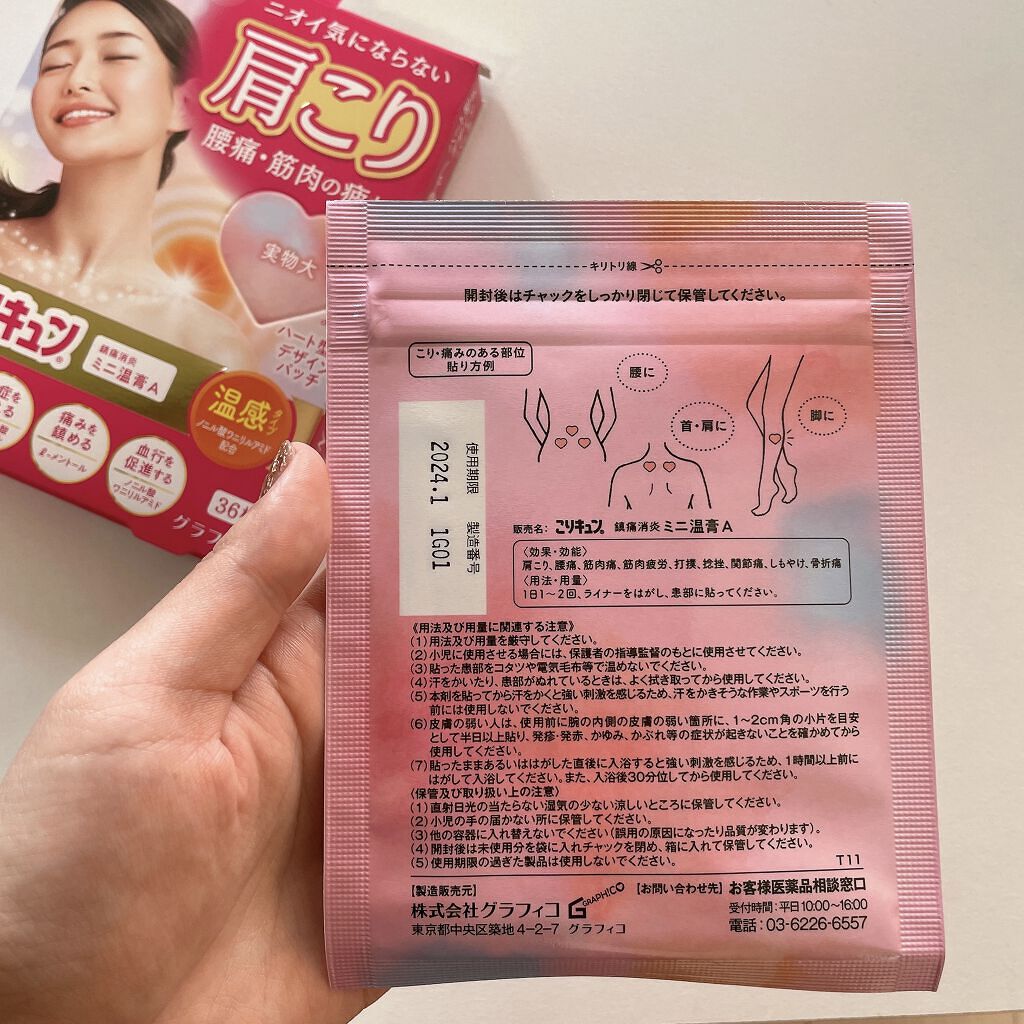 ニオイ気にならない
肩こり
腰痛・筋肉の疲
実物大
ハート
デザイン
パッチ
キュン®
鎮痛消炎
ミニ温膏A
温感タイプ
ノニル酸ワニリルアミド
配合
痛みを
鎮める
ℓ-メントール
血行を
促進する
ノニル酸
ワニリルアミド
36
グラフ
キリトリ線
開封後はチャックをしっかり閉じて保管してください。
こり・痛みのある部位
貼り方例
腰に
首・肩に
脚に
使用期限 製造番号
2024.1 1G01
販売名: こりキュン® 鎮痛消炎 ミニ温膏A
〈効果・効能〉
肩こり、腰痛、筋肉痛、筋肉疲労、打撲、捻挫、関節痛、しもやけ、骨折痛
〈用法・用量〉
1日1〜2回、ライナーをはがし、患部に貼ってください。
《用法及び用量に関連する注意》
(1)用法及び用量を厳守してください。
(2)小児に使用させる場合には、保護者の指導監督のもとに使用させてください。
(3)貼った患部をコタツや電気毛布等で温めないでください。
(4)汗をかいたり、患部がぬれているときは、よく拭き取ってから使用してください。
(5)本剤を貼ってから汗をかくと強い刺激を感じるため、汗をかきそうな作業やスポーツを行う
前には使用しないでください。
(6)皮膚の弱い人は、使用前に腕の内側の皮膚の弱い箇所に、1〜2cm角の小片を目安
として半日以上貼り、発疹・発赤、かゆみ、かぶれ等の症状が起きないことを確かめてから
使用してください。
(7)貼ったままあるいははがした直後に入浴すると強い刺激を感じるため、1時間以上前に
はがして入浴してください。また、入浴後30分位してから使用してください。
〈保管及び取り扱い上の注意〉
(1)直射日光の当たらない湿気の少ない涼しいところに保管してください。
(2)小児の手の届かない所に保管してください。
(3)他の容器に入れ替えないでください(誤用の原因になったり品質が変わります)。
(4)開封後は未使用分を袋に入れチャックを閉め、箱に入れて保管してください。
(5)使用期限の過ぎた製品は使用しないでください。
T11
【製造販売元】
株式会社グラフィコ
GRAPHICO
グラフィコ
東京都中央区築地4-2-7
【お問い合わせ先】お客様医薬品相談窓口
受付時間:平日10:00〜16:00
電話:03-6226-6557